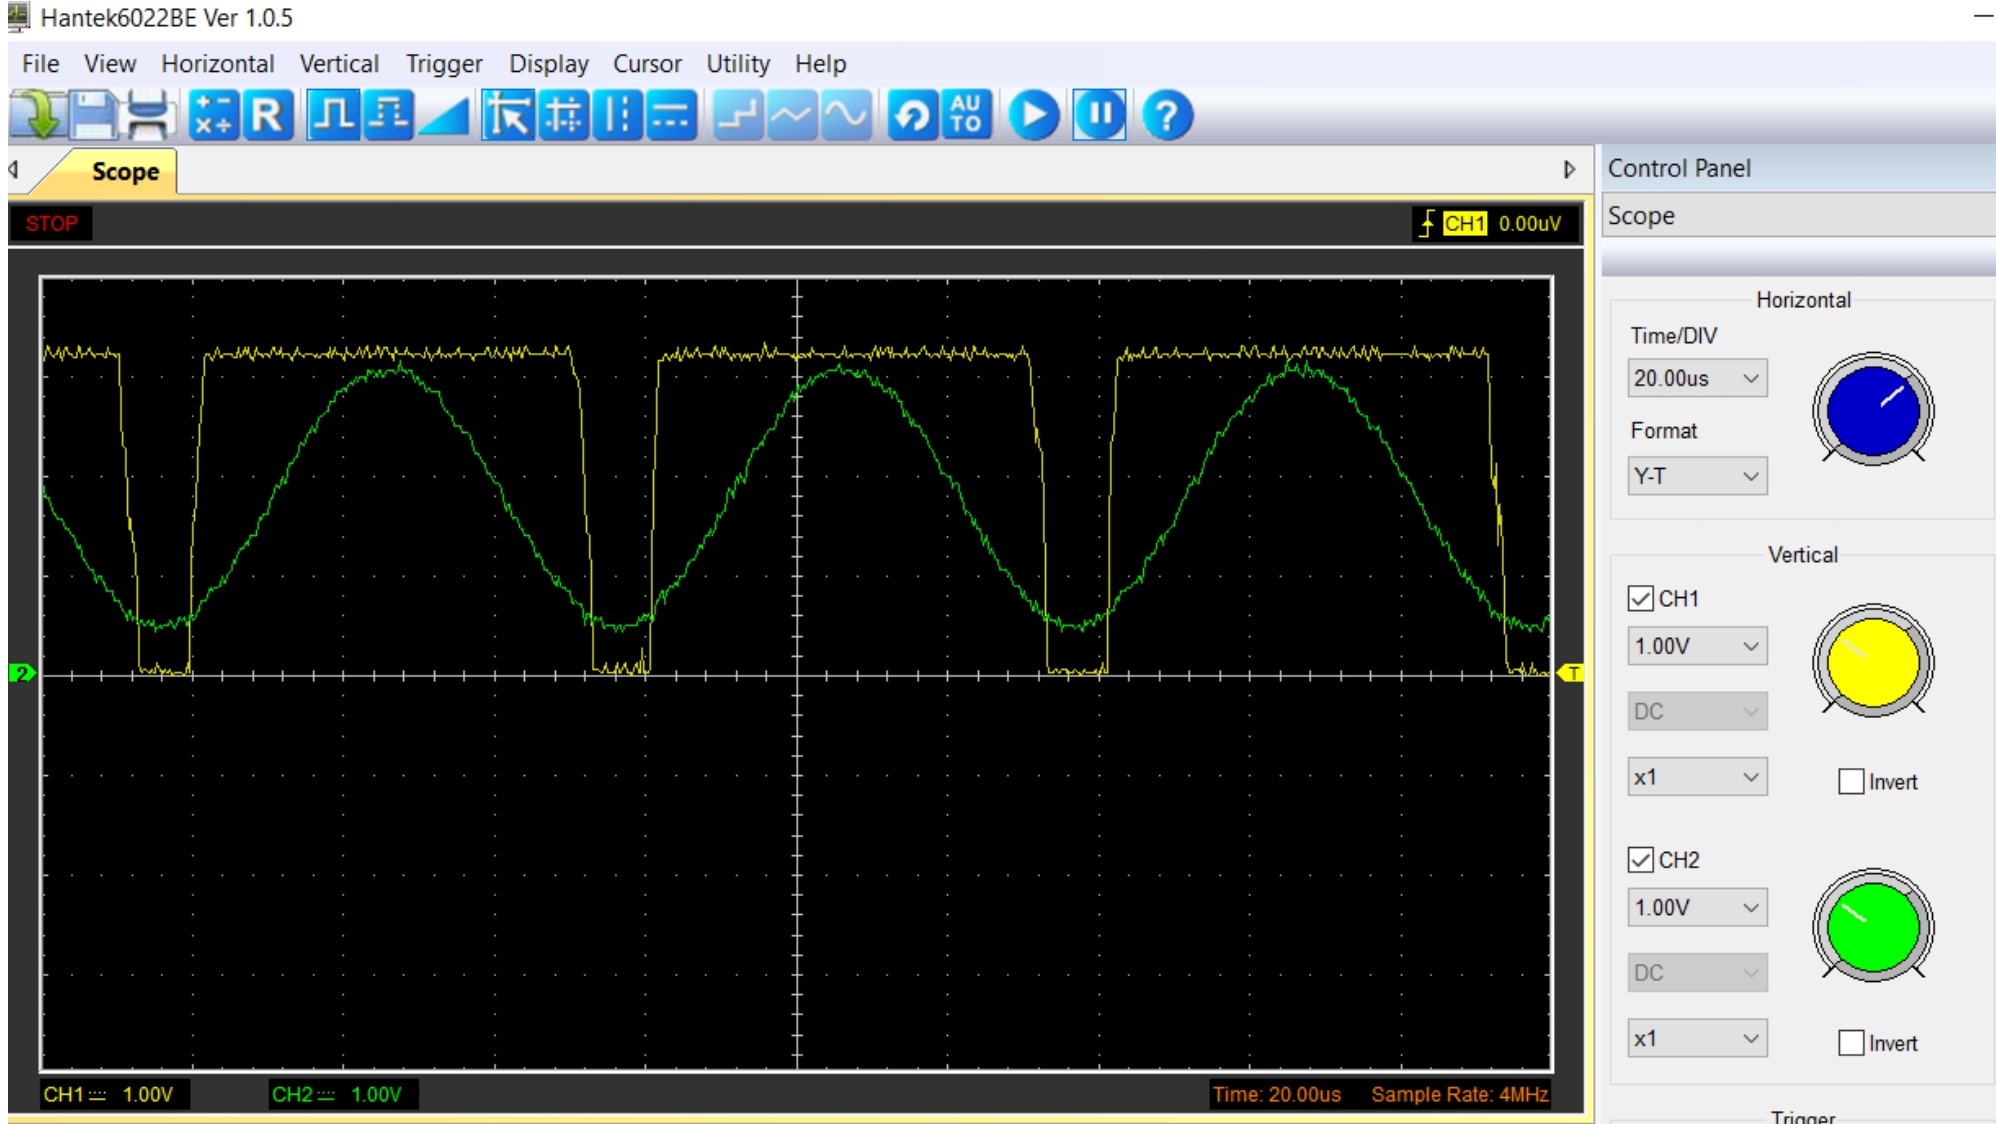 Hantek6022BE Ver 1.0.5
File View Horizontal Vertical Trigger Display Cursor Utility Help
R AU TO ?
Scope
Control Panel
STOP
CH1 0.00uV
Scope
Horizontal
Time/DIV
20.00us
Format
Y-T
Vertical
CH1
1.00V
DC
x1
Invert
CH2
1.00V
DC
x1
Invert
2
T
CH1 1.00V CH2 1.00V Time: 20.00us Sample Rate: 4MHz
Trigger